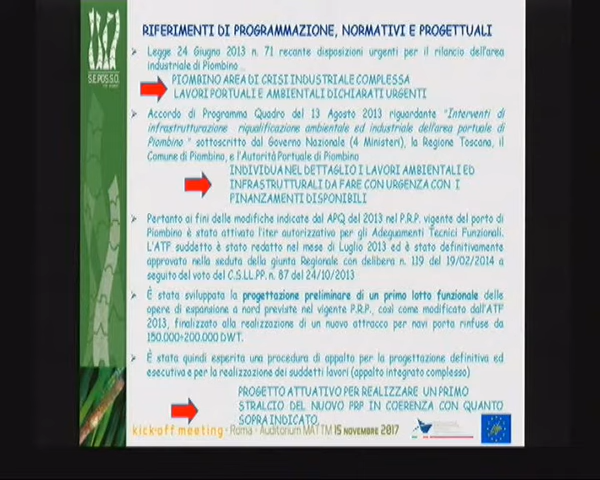 RIFERIMENTI DI PROGRAMMAZIONE, NORMATIVI E PROGETTUALI
S.E.POS.S.O.
Legge 24 Giugno 2013 n. 71 recante disposizioni urgenti per il rilancio dell'area
industriale di Piombino ..
PIOMBINO AREA DI CRISI INDUSTRIALE COMPLESSA
LAVORI PORTUALI E AMBIENTALI DICHIARATI URGENTI
Accordo di Programma Quadro del 13 Agosto 2013 riguardante "Interventi di
infrastrutturazione riqualificazione ambientale ed industriale dell'area portuale di
Piombino " sottoscritto dal Governo Nazionale (4 Ministeri), la Regione Toscana, il
Comune di Piombino, e l'Autorità Portuale di Piombino
INDIVIDUA NEL DETTAGLIO I LAVORI AMBIENTALI ED
INFRASTRUTTURALI DA FARE CON URGENZA CON I
FINANZIAMENTI DISPONIBILI
Pertanto ai fini delle modifiche indicate dal APQ del 2013 nel P.R.P. vigente del porto di
Piombino è stato attivato l'iter autorizzativo per gli Adeguamenti Tecnici Funzionali.
L'ATF suddetto è stato redatto nel mese di Luglio 2013 ed è stato definitivamente
approvato nella seduta della giunta Regionale con delibera n. 119 del 19/02/2014 a
seguito del voto del C.S.LL.PP. n. 87 del 24/10/2013
È stata sviluppata la progettazione preliminare di un primo lotto funzionale delle
opere di espansione a nord previste nel vigente P.R.P., così come modificato dall'ATF
2013, finalizzato alla realizzazione di un nuovo attracco per navi porta rinfuse da
150.000÷200.000 DWT.
È stata quindi esperita una procedura di appalto per la progettazione definitiva ed
esecutiva e per la realizzazione dei suddetti lavori (appalto integrato complesso)
PROGETTO ATTUATIVO PER REALIZZARE UN PRIMO
STRALCIO DEL NUOVO PRP IN COERENZA CON QUANTO
SOPRA INDICATO.
kick-off meeting - Roma - Auditorium MATTM 15 NOVEMBRE 2017